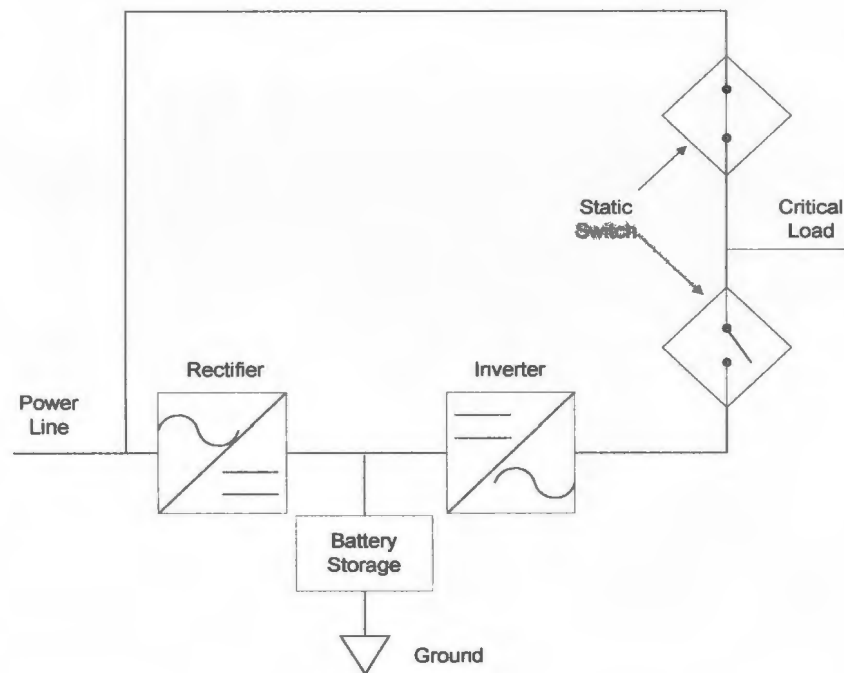 Static
Switch
Critical
Load
Rectifier
Inverter
Power
Line
Battery
Storage
Ground